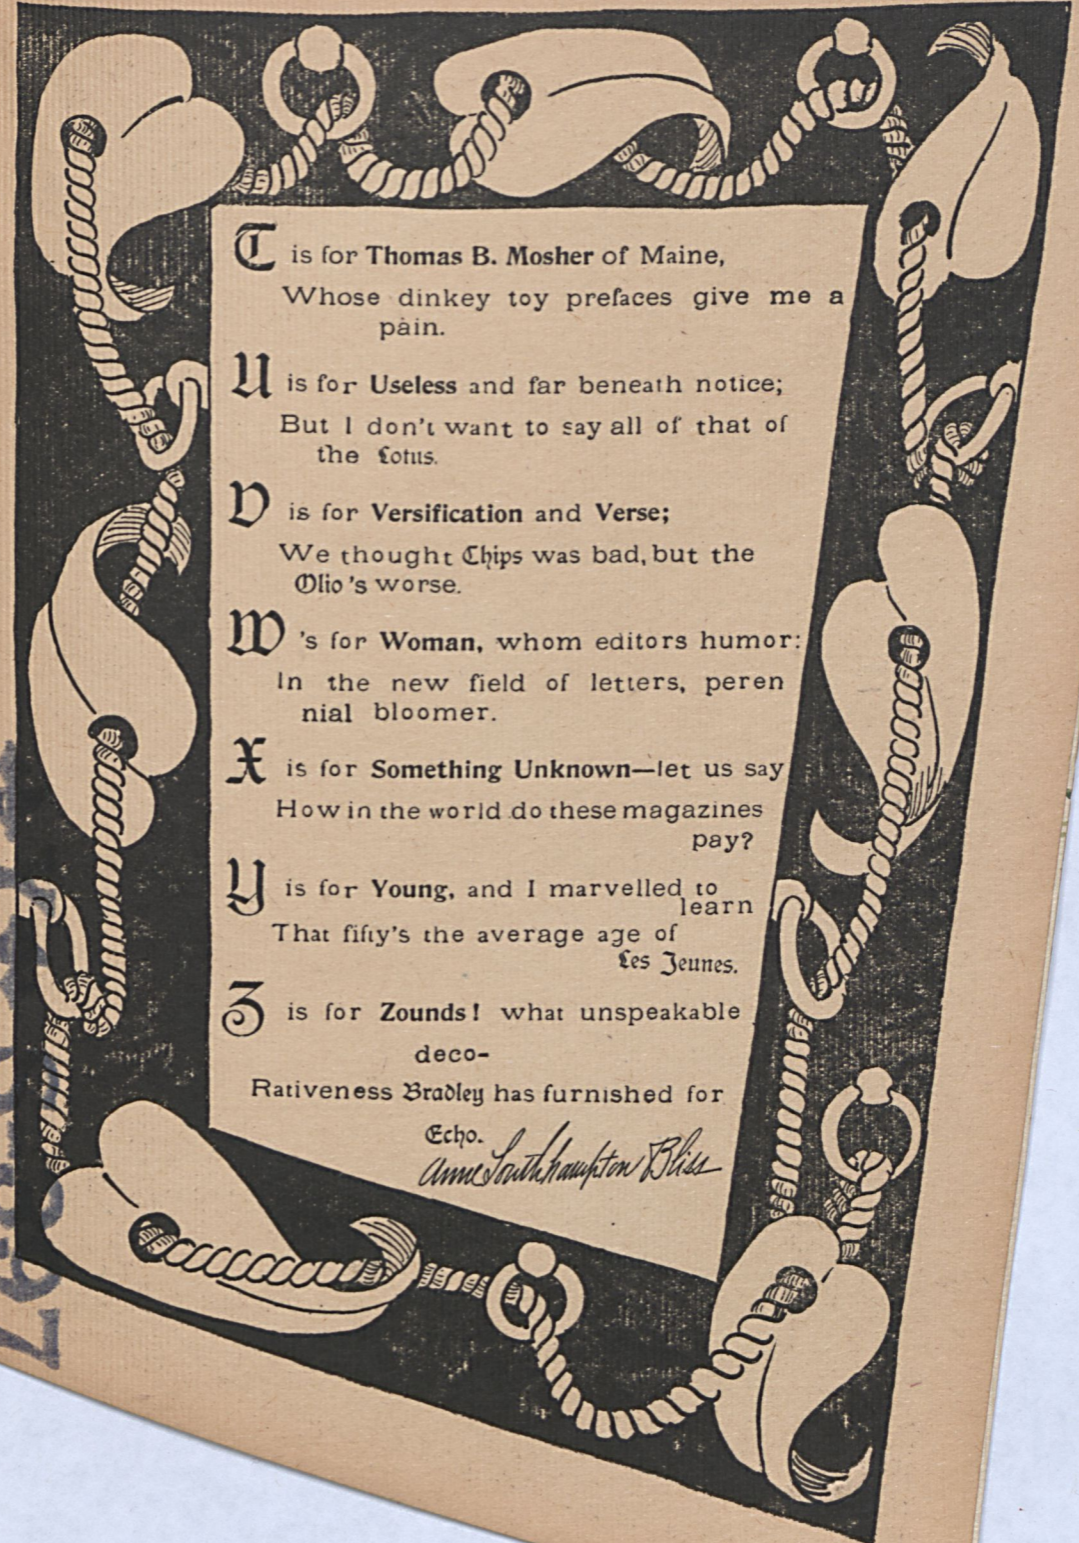 T is for Thomas B. Mosher of Maine,
Whose dinkey toy prefaces give me a
pain.
U is for Useless and far beneath notice;
But I don't want to say all of that of
the Lotus.
V is for Versification and Verse;
We thought Chips was bad, but the
Olio's worse.
W's for Woman, whom editors humor:
In the new field of letters, peren
nial bloomer.
X is for Something Unknown—let us say
How in the world do these magazines
pay?
Y is for Young, and I marvelled to
learn
That fifty's the average age of
Les Jeunes.
Z is for Zounds! what unspeakable
deco-
Rativeness Bradley has furnished for
Echo.
Anne Southhampton Bliss